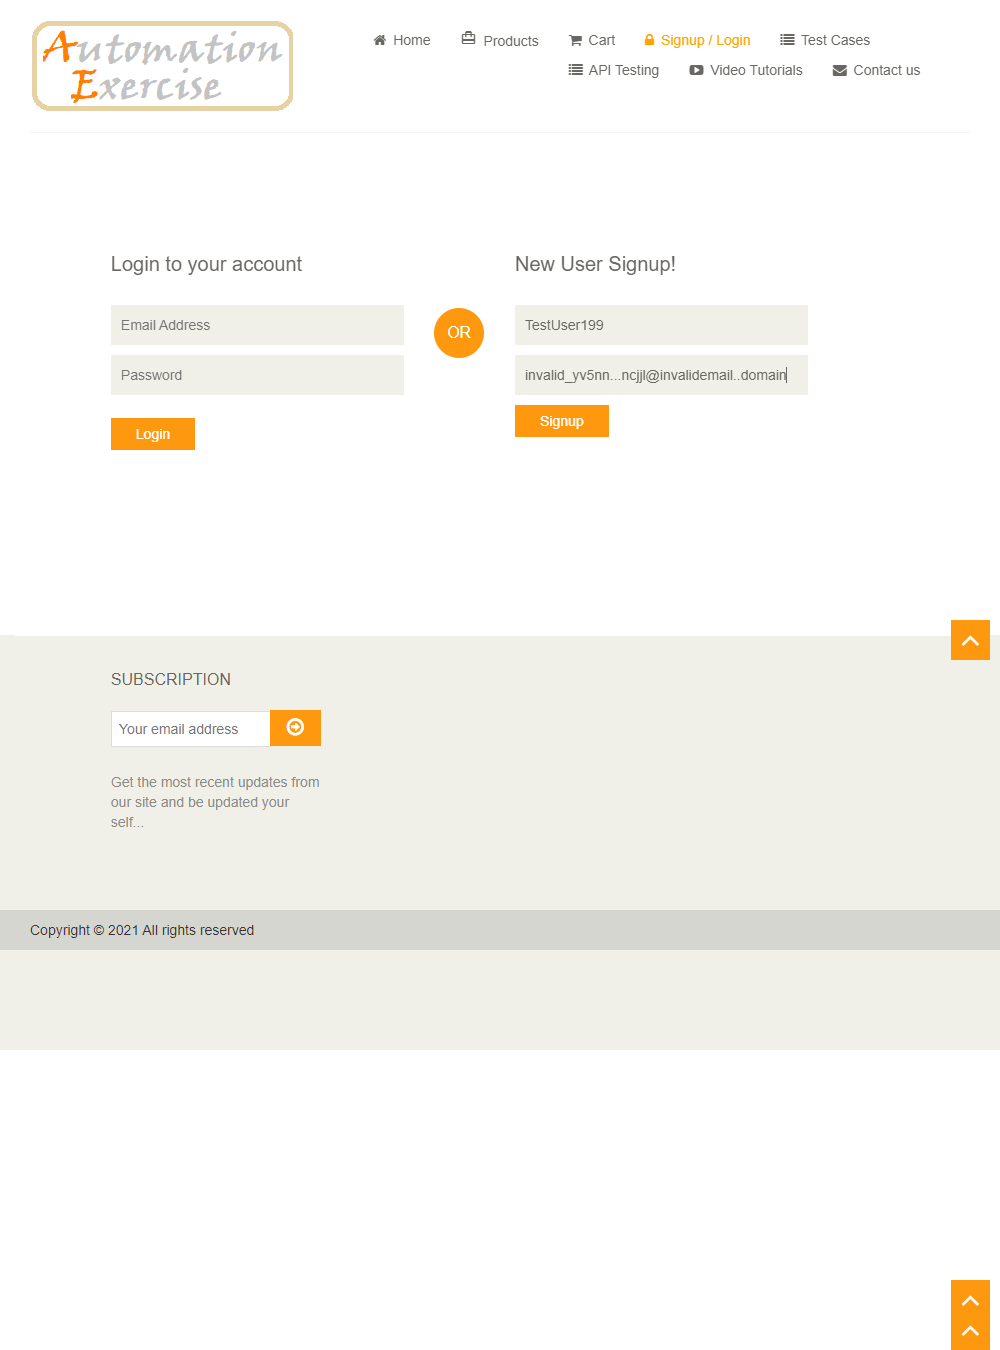 Automation
Exercise
Home
Products
Cart
Signup / Login
Test Cases
API Testing
Video Tutorials
Contact us
Login to your account
Email Address
Password
Login
OR
New User Signup!
TestUser199
invalid_yv5nn...ncjjl@invalidemail..domain
Signup
SUBSCRIPTION
Your email address
Get the most recent updates from
our site and be updated your
self...
Copyright © 2021 All rights reserved